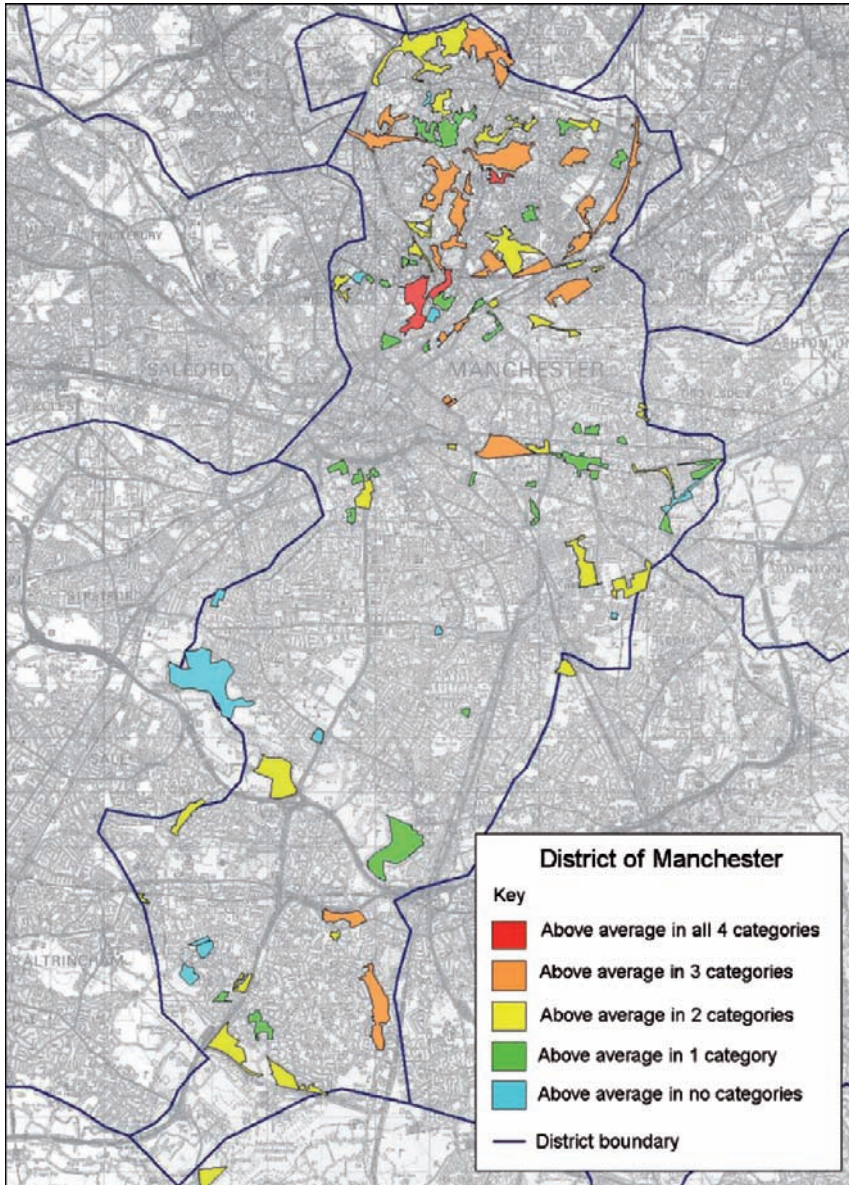 SALFORD
MANCHESTER
SALE
ALTRINCHAM
District of Manchester
Key
Above average in all 4 categories
Above average in 3 categories
Above average in 2 categories
Above average in 1 category
Above average in no categories
District boundary